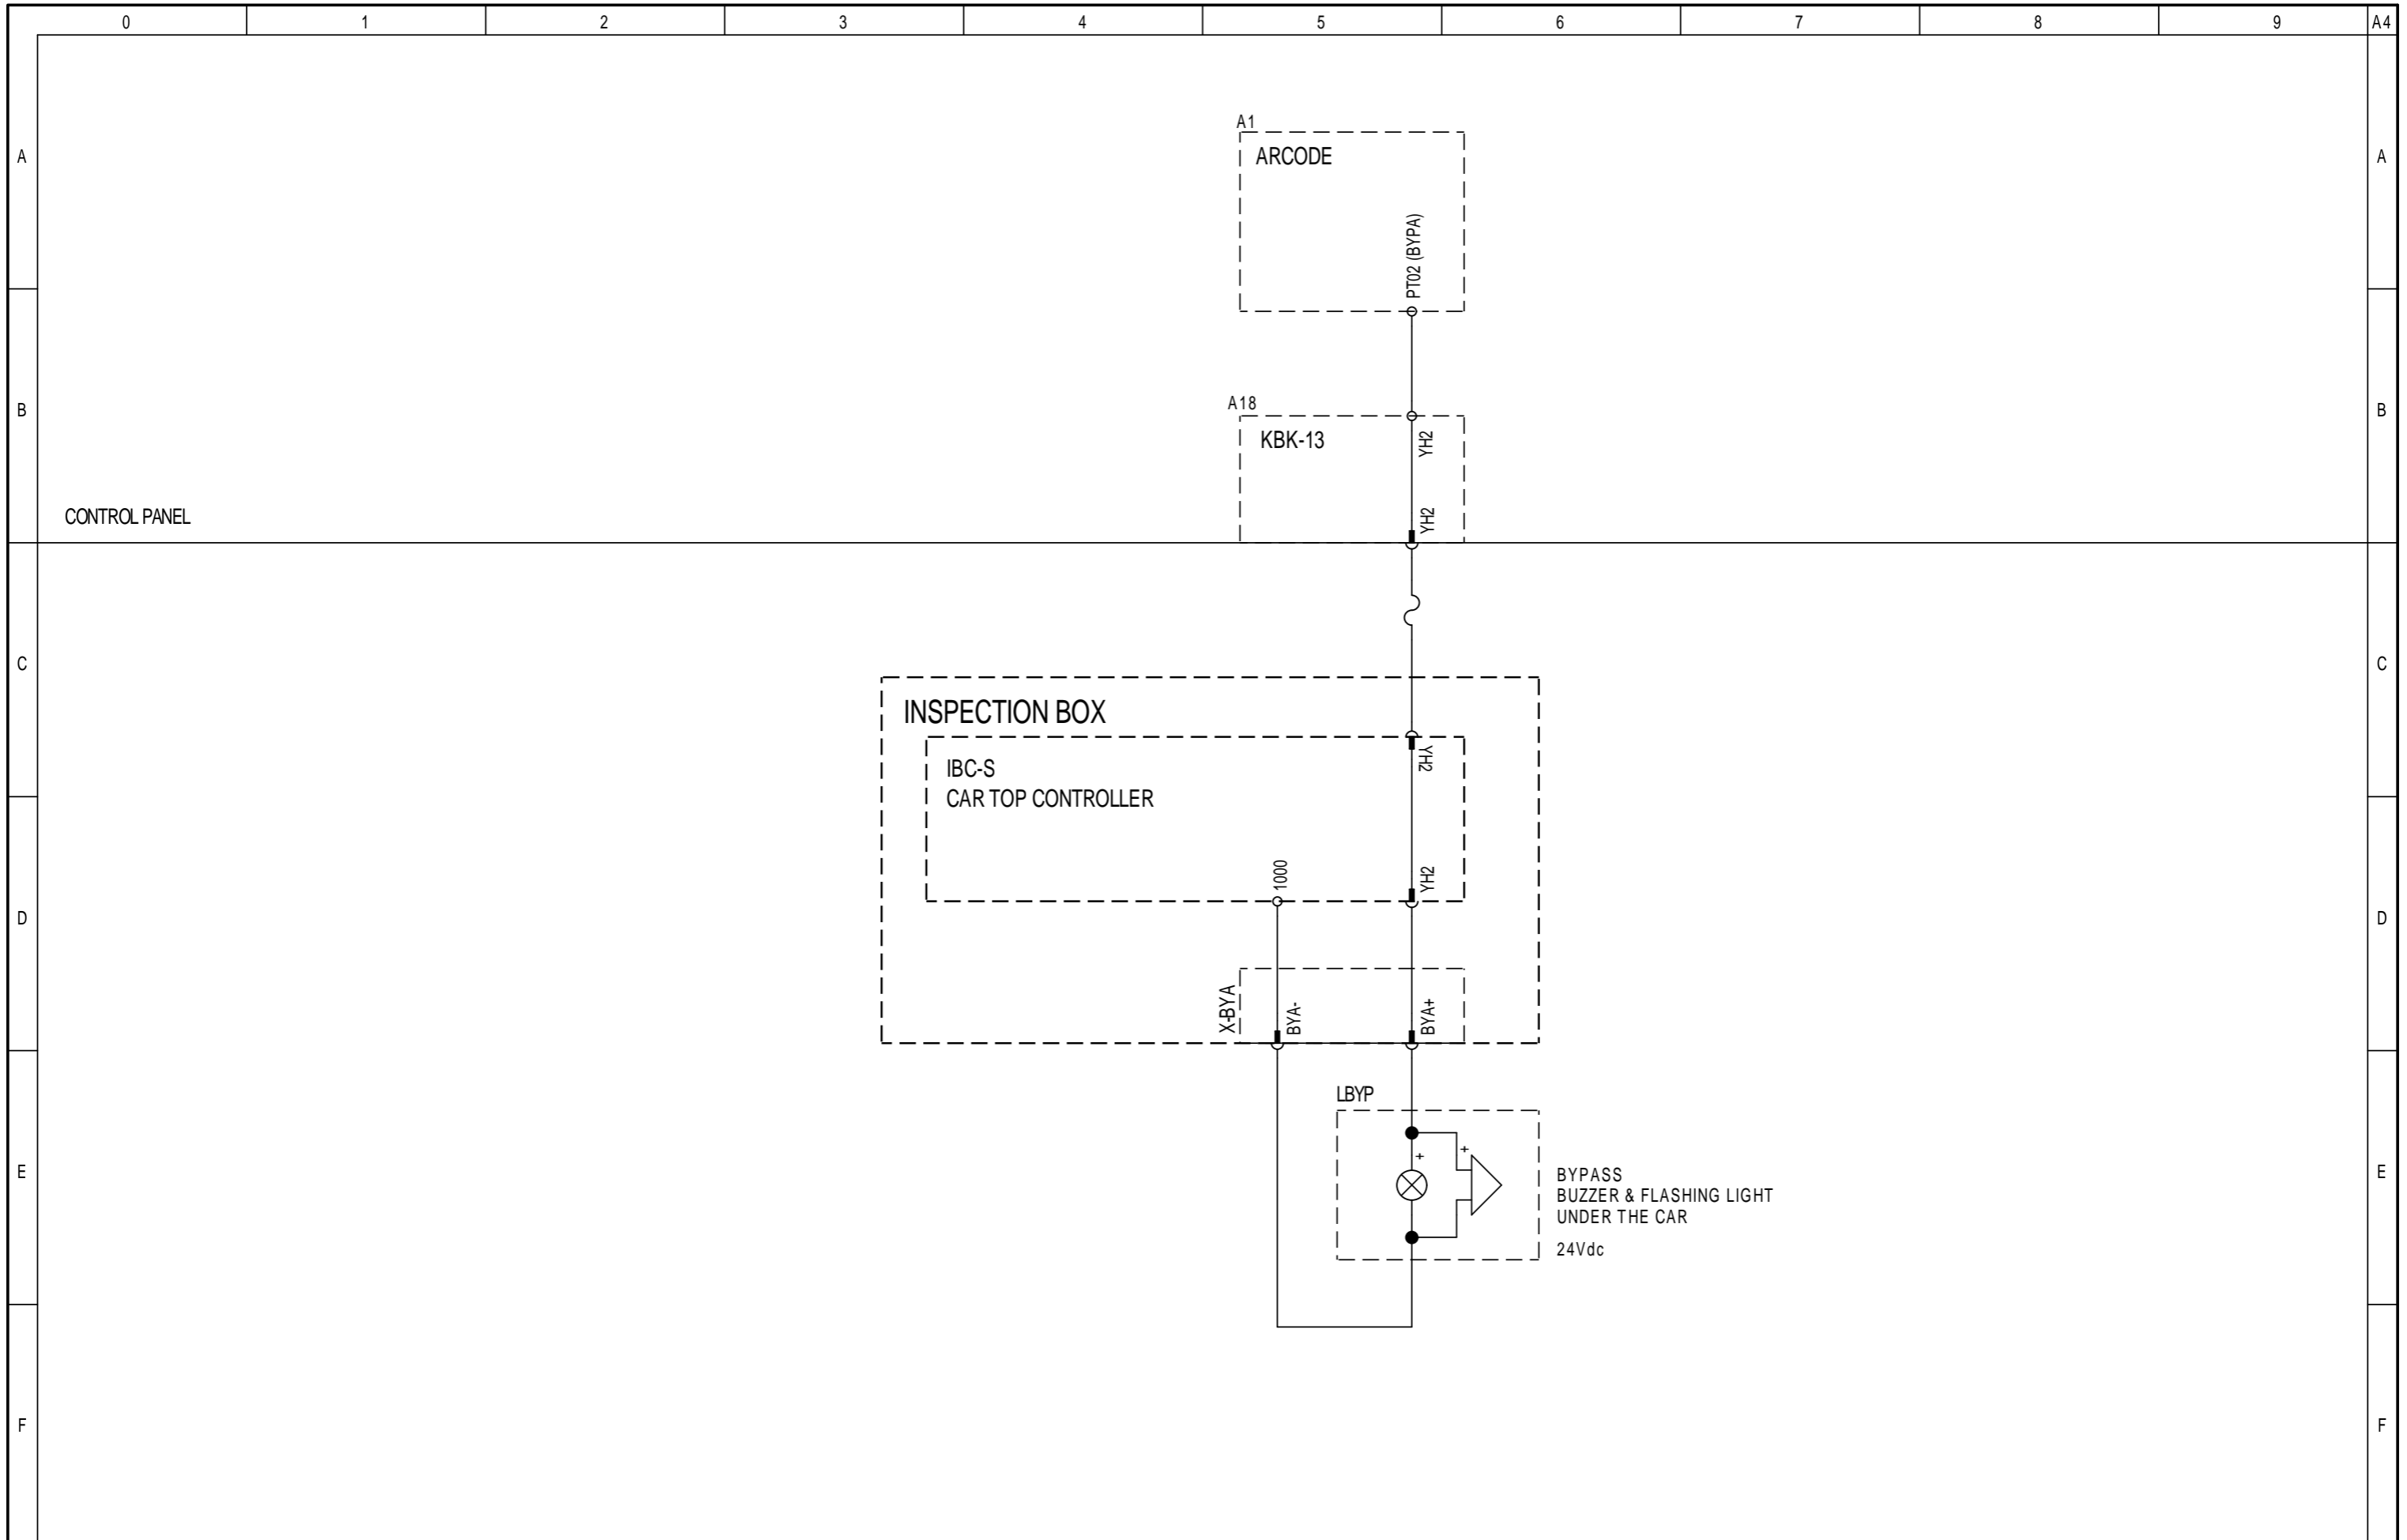 0 1 2 3 4 5 6 7 8 9 A4
A1
ARCODE
A A
PT02 (BYPA)
A18
B B
KBK-13
YH2
YH2
CONTROL PANEL
C C
INSPECTION BOX
YH2
IBC-S
CAR TOP CONTROLLER
1000
YH2
D D
X-BYA
BYA-
BYA+
LBYP
+
+
E E
BYPASS
BUZZER & FLASHING LIGHT
UNDER THE CAR
24Vdc
F F